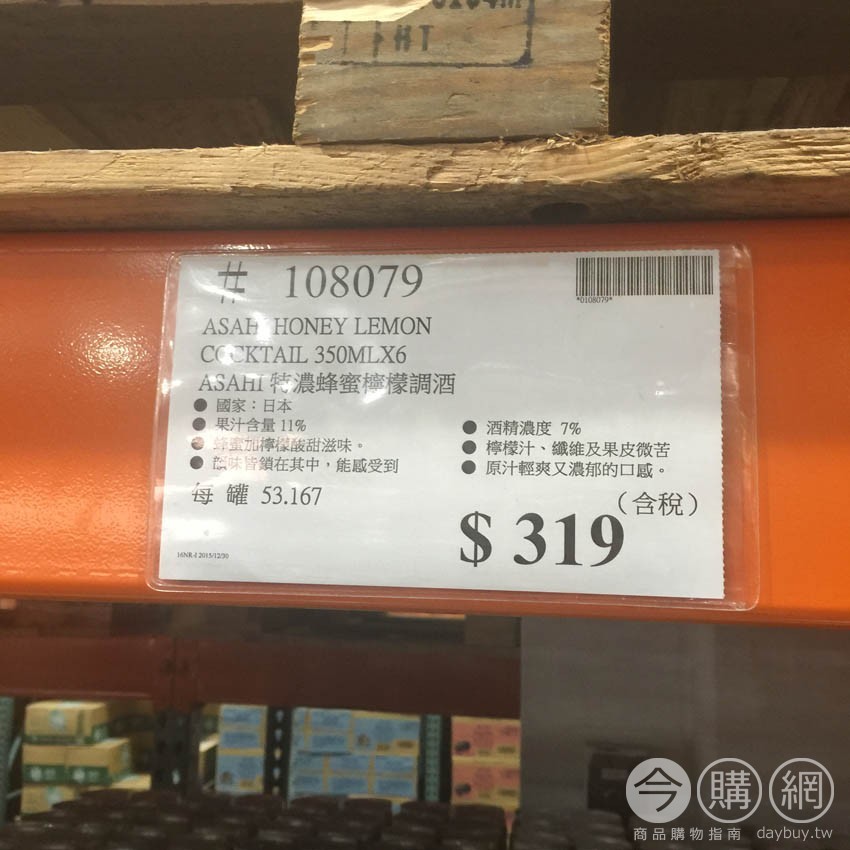 # 108079
*0108079*
ASAHI HONEY LEMON
COCKTAIL 350MLX6
ASAHI 特濃蜂蜜檸檬調酒
● 國家：日本
● 果汁含量 11%
● 酒精濃度 7%
● 蜂蜜加檸檬酸甜滋味。
● 檸檬汁、纖維及果皮微苦
● 韻味皆鎖在其中，能感受到
● 原汁輕爽又濃郁的口感。
每 罐 53.167
(含稅)
$ 319
16NR-I 2015/12/30
今購網
商品購物指南 daybuy.tw